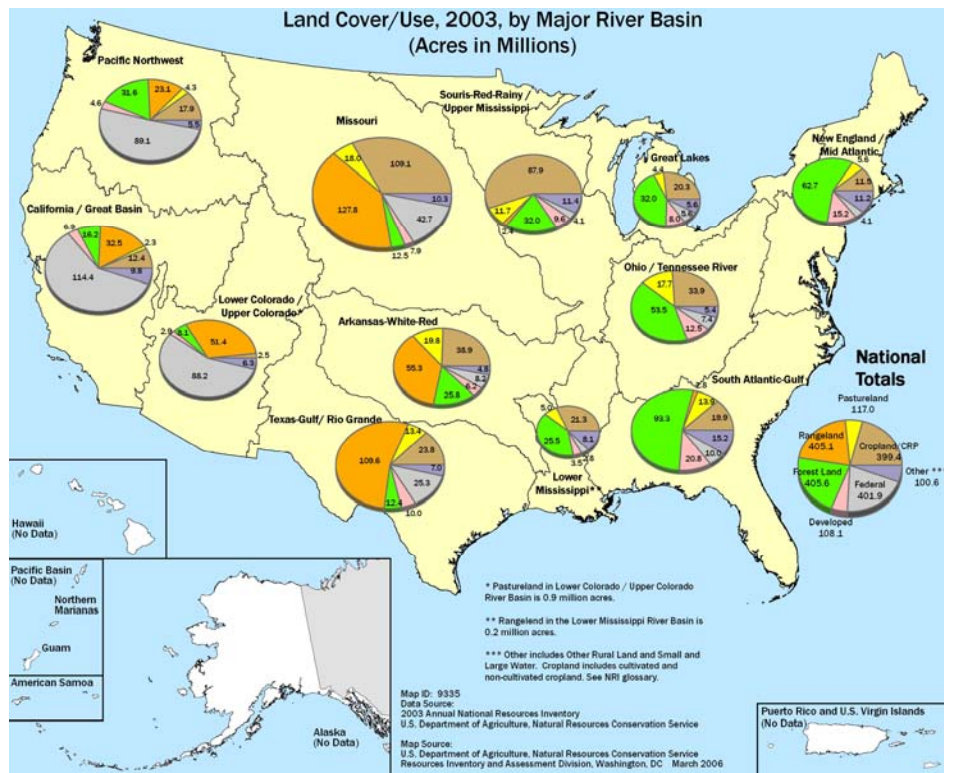 Land Cover/Use, 2003, by Major River Basin
(Acres in Millions)
Pacific Northwest
31.6
23.1
4.3
17.9
5.5
89.1
4.6
Missouri
18.0
109.1
10.3
42.7
7.9
12.5
127.8
Souris-Red-Rainy /
Upper Mississippi
87.9
11.4
4.1
9.6
32.0
2.4
11.7
Great Lakes
4.4
20.3
5.6
5.6
8.0
32.0
New England /
Mid Atlantic
5.6
11.5
11.2
4.1
15.2
62.7
California / Great Basin
6.9
16.2
32.5
2.3
12.4
9.8
114.4
Lower Colorado /
Upper Colorado*
2.9
8.1
51.4
2.5
6.3
88.2
Arkansas-White-Red
19.8
38.9
4.8
8.2
6.2
25.8
55.3
Ohio / Tennessee River
17.7
33.9
5.4
7.4
12.5
53.5
Texas-Gulf/ Rio Grande
13.4
23.8
7.0
25.3
10.0
12.4
109.6
5.0
21.3
8.1
3.5
25.5
Lower
Mississippi**
South Atlantic-Gulf
13.9
19.9
15.2
10.0
20.8
93.3
National
Totals
Pastureland
117.0
Rangeland
405.1
Cropland/CRP
399.4
Forest Land
405.6
Federal
401.9
Other ***
100.6
Developed
108.1
Hawaii
(No Data)
Pacific Basin
(No Data)
Northern
Marianas
Guam
American Samoa
Alaska
(No Data)
* Pastureland in Lower Colorado / Upper Colorado
River Basin is 0.9 million acres.
** Rangelend in the Lower Mississippi River Basin is
0.2 million acres.
*** Other includes Other Rural Land and Small and
Large Water. Cropland includes cultivated and
non-cultivated cropland. See NRI glossary.
Map ID: 9335
Data Source:
2003 Annual National Resources Inventory
U.S. Department of Agriculture, Natural Resources Conservation Service
Map Source:
U.S. Department of Agriculture, Natural Resources Conservation Service
Resources Inventory and Assessment Division, Washington, DC March 2006
Puerto Rico and U.S. Virgin Islands
(No Data)